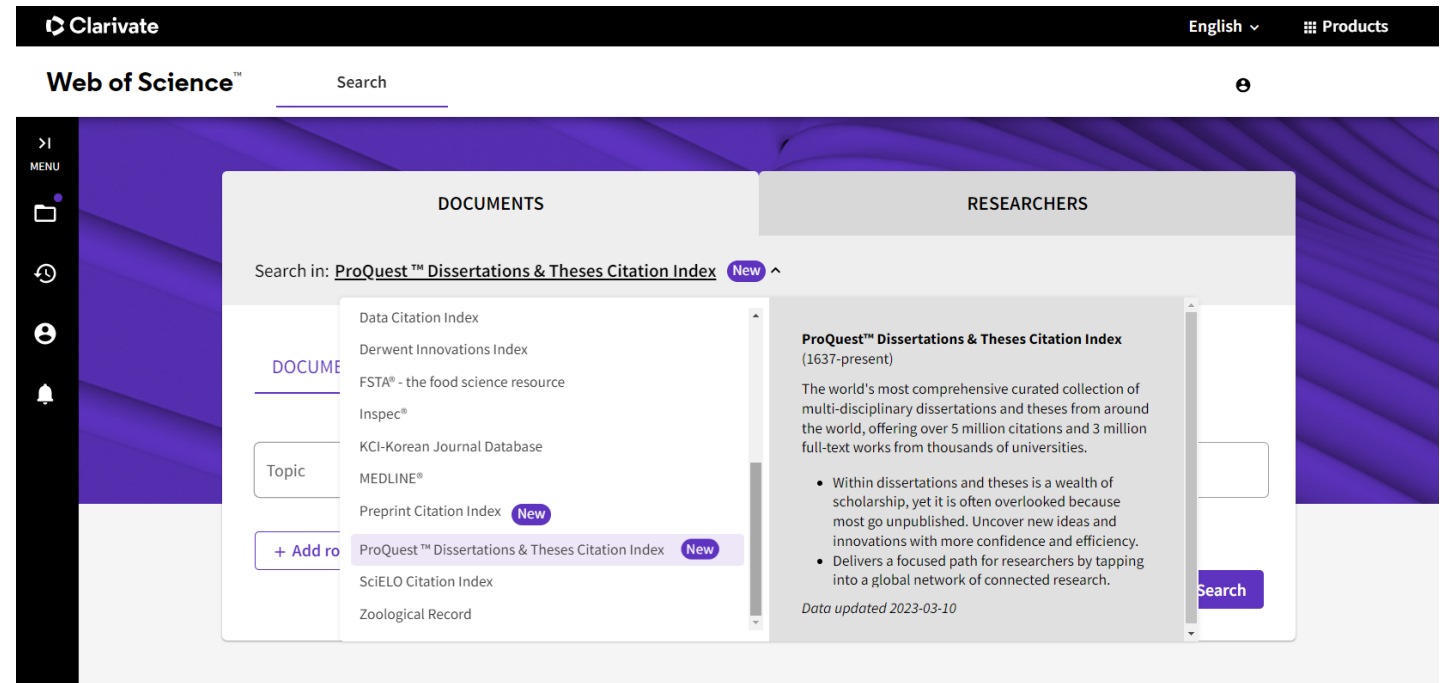 Clarivate
English
Products
Web of Science™
Search
MENU
DOCUMENTS
RESEARCHERS
Search in: ProQuest ™ Dissertations & Theses Citation Index New
Data Citation Index
Derwent Innovations Index
DOCUME
FSTA® - the food science resource
Inspec®
KCI-Korean Journal Database
Topic
MEDLINE®
Preprint Citation Index New
+ Add ro
ProQuest ™ Dissertations & Theses Citation Index New
SciELO Citation Index
Zoological Record
ProQuest™ Dissertations & Theses Citation Index
(1637-present)
The world's most comprehensive curated collection of
multi-disciplinary dissertations and theses from around
the world, offering over 5 million citations and 3 million
full-text works from thousands of universities.
• Within dissertations and theses is a wealth of
scholarship, yet it is often overlooked because
most go unpublished. Uncover new ideas and
innovations with more confidence and efficiency.
• Delivers a focused path for researchers by tapping
into a global network of connected research.
Data updated 2023-03-10
Search